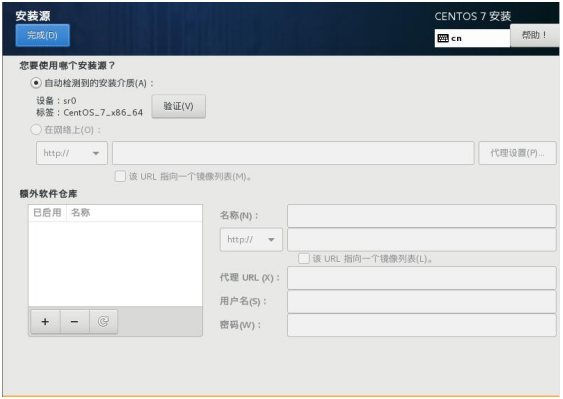 安装源
CENTOS 7 安装
完成(D)
cn
帮助！
您要使用哪个安装源？
自动检测到的安装介质(A)：
设备：sr0
标签：CentOS_7_x86_64
验证(V)
在网络上(O)：
http://
代理设置(P)...
该 URL 指向一个镜像列表(M)。
额外软件仓库
已启用 名称
名称(N)：
http://
该 URL 指向一个镜像列表(L)。
代理 URL (X)：
用户名(S)：
密码(W)：